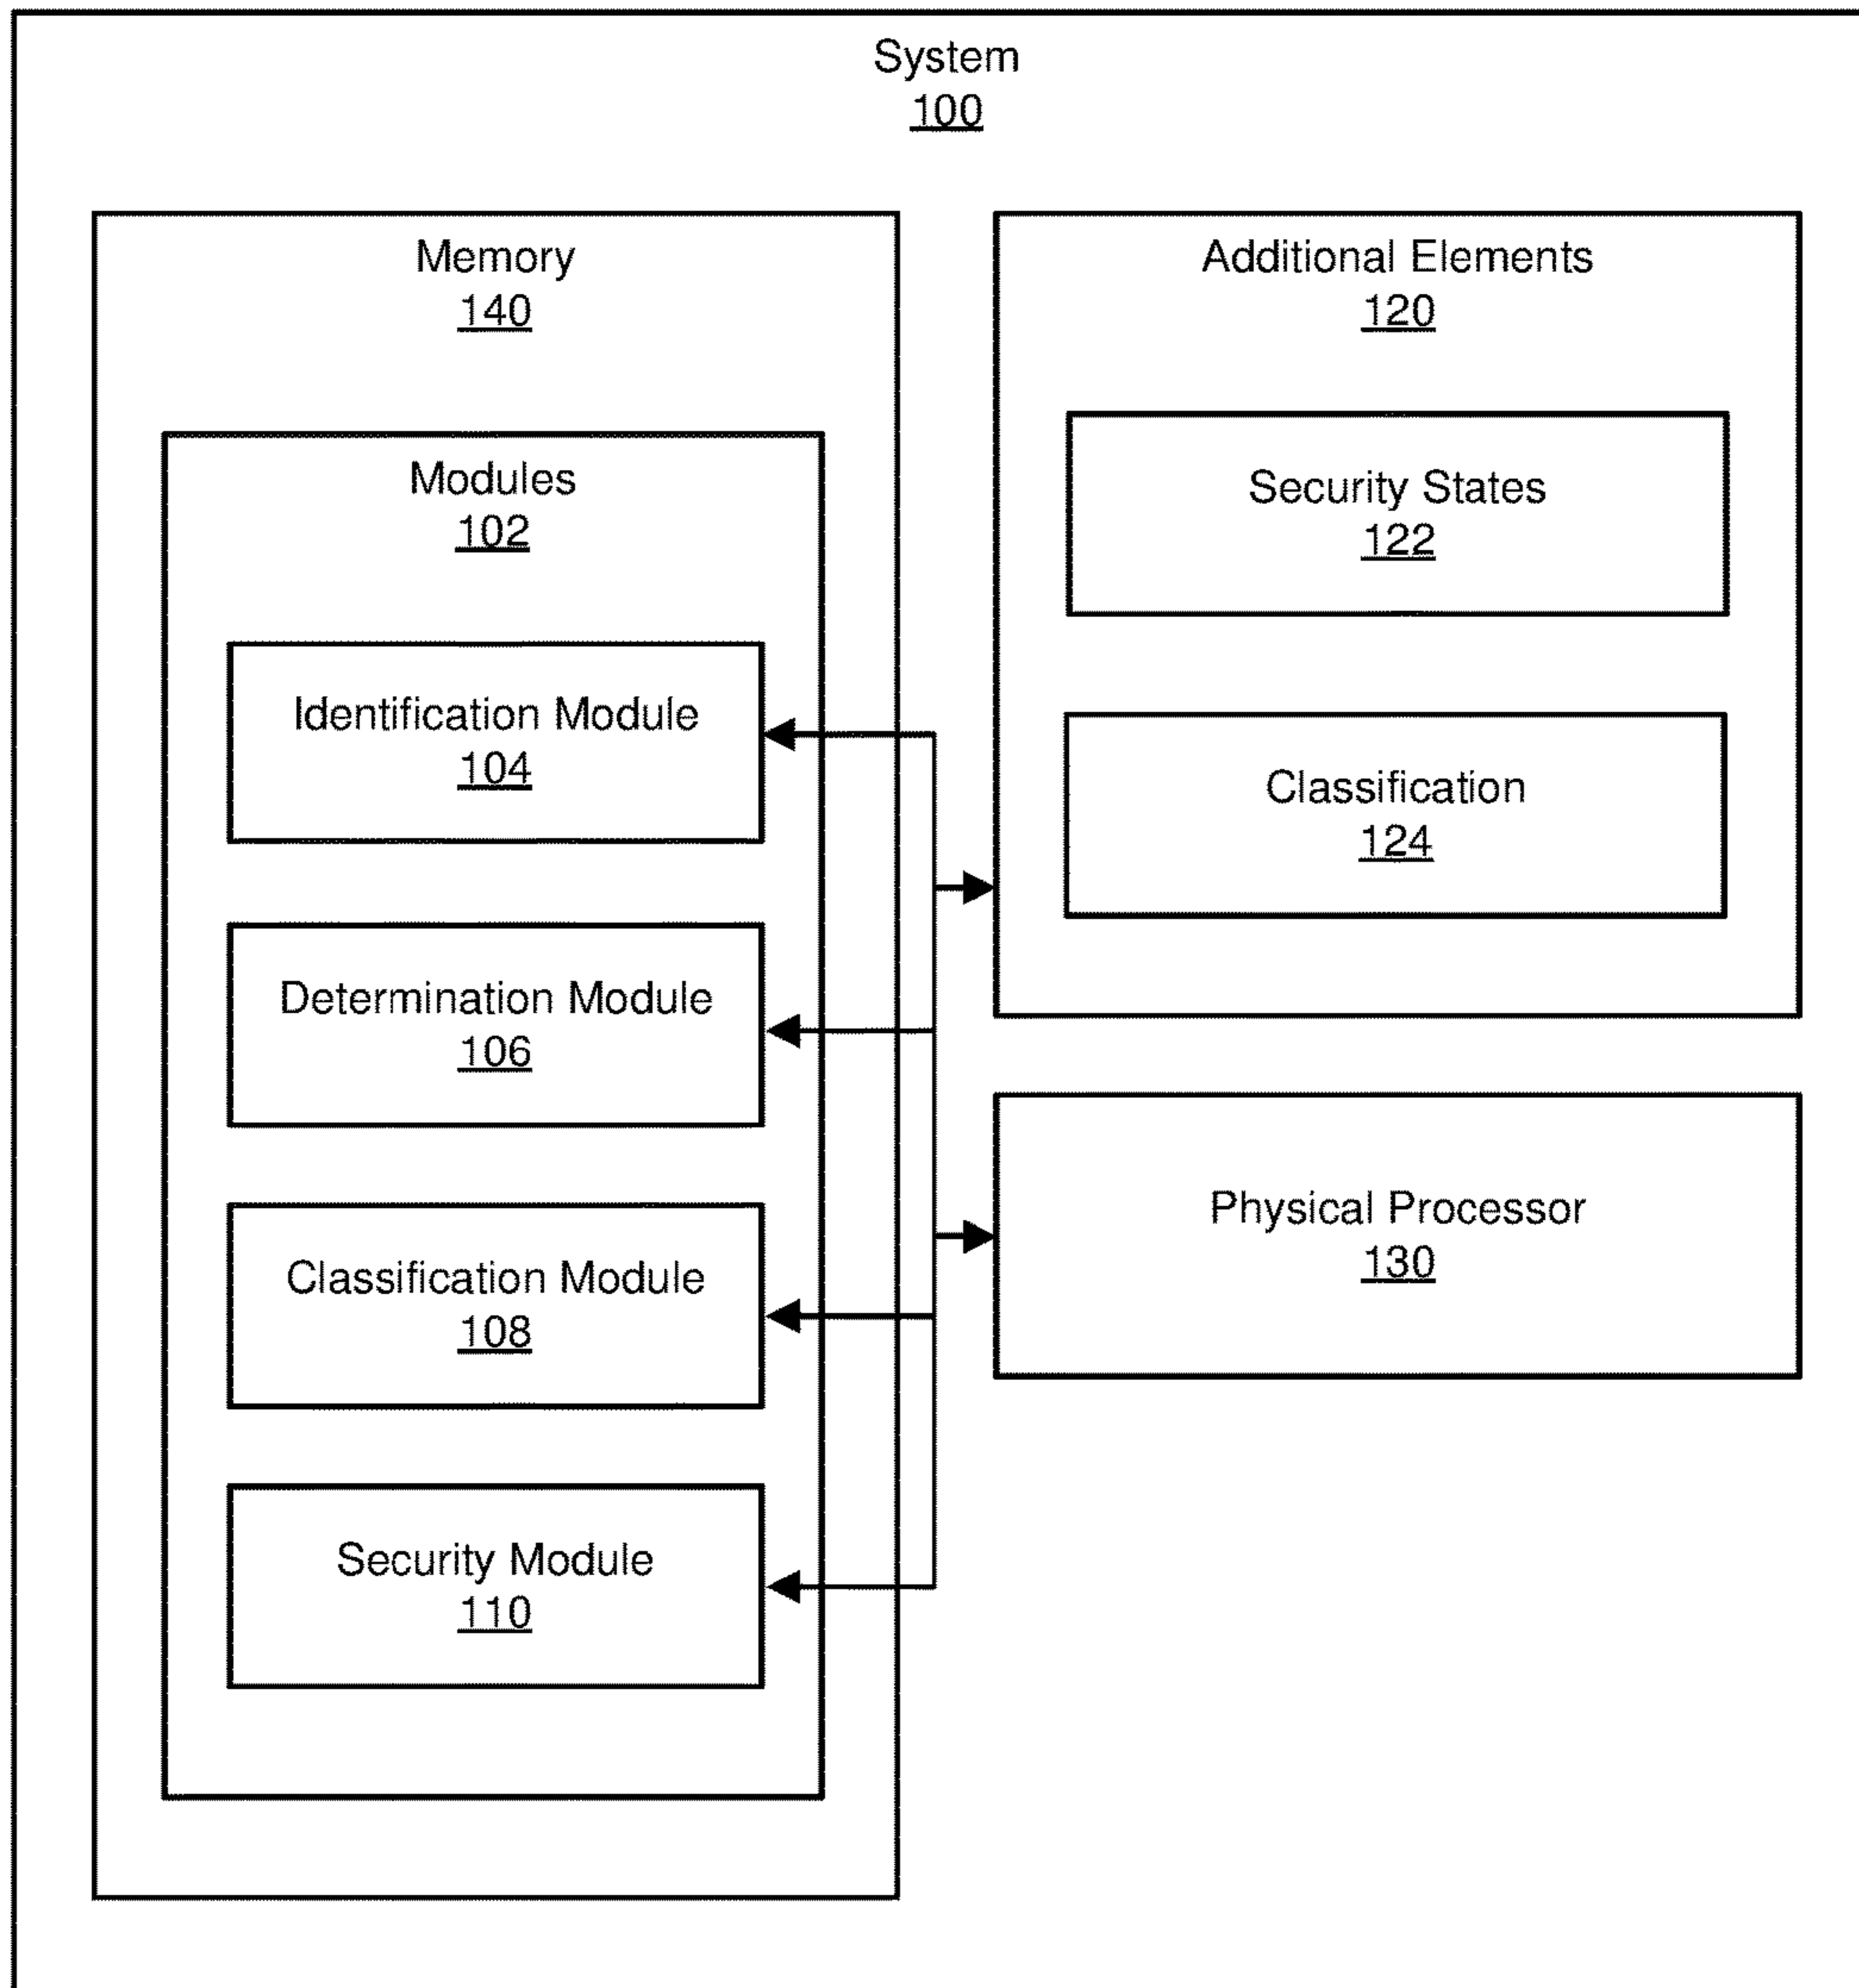 System
100
Memory
140
Modules
102
Identification Module
104
Determination Module
106
Classification Module
108
Security Module
110
Additional Elements
120
Security States
122
Classification
124
Physical Processor
130